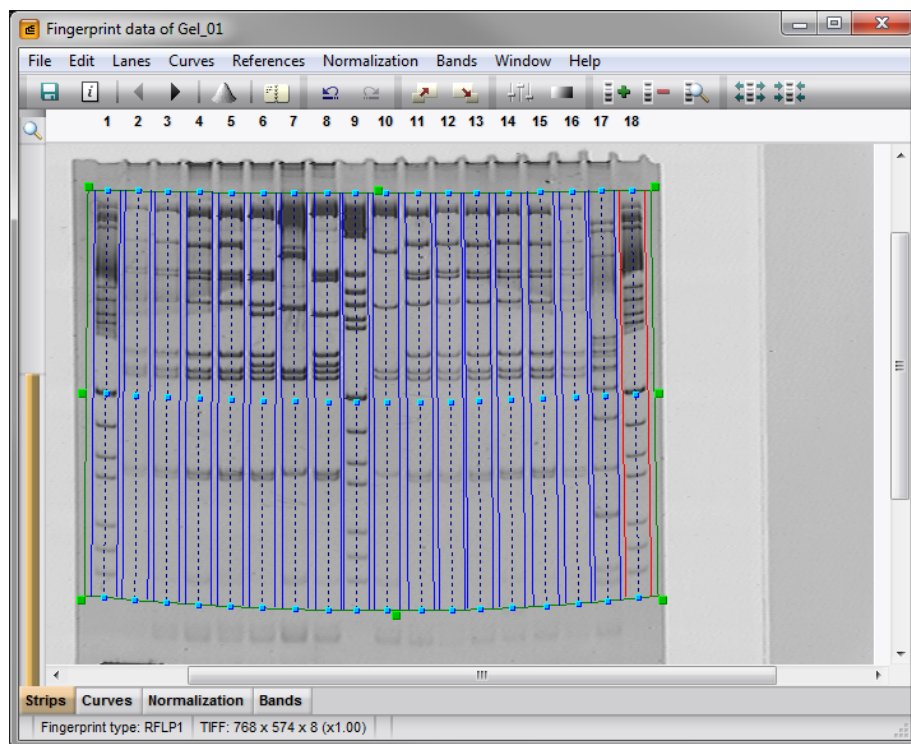 Fingerprint data of Gel_01
File Edit Lanes Curves References Normalization Bands Window Help
1 2 3 4 5 6 7 8 9 10 11 12 13 14 15 16 17 18
Strips Curves Normalization Bands
Fingerprint type: RFLP1 TIFF: 768 x 574 x 8 (x1.00)